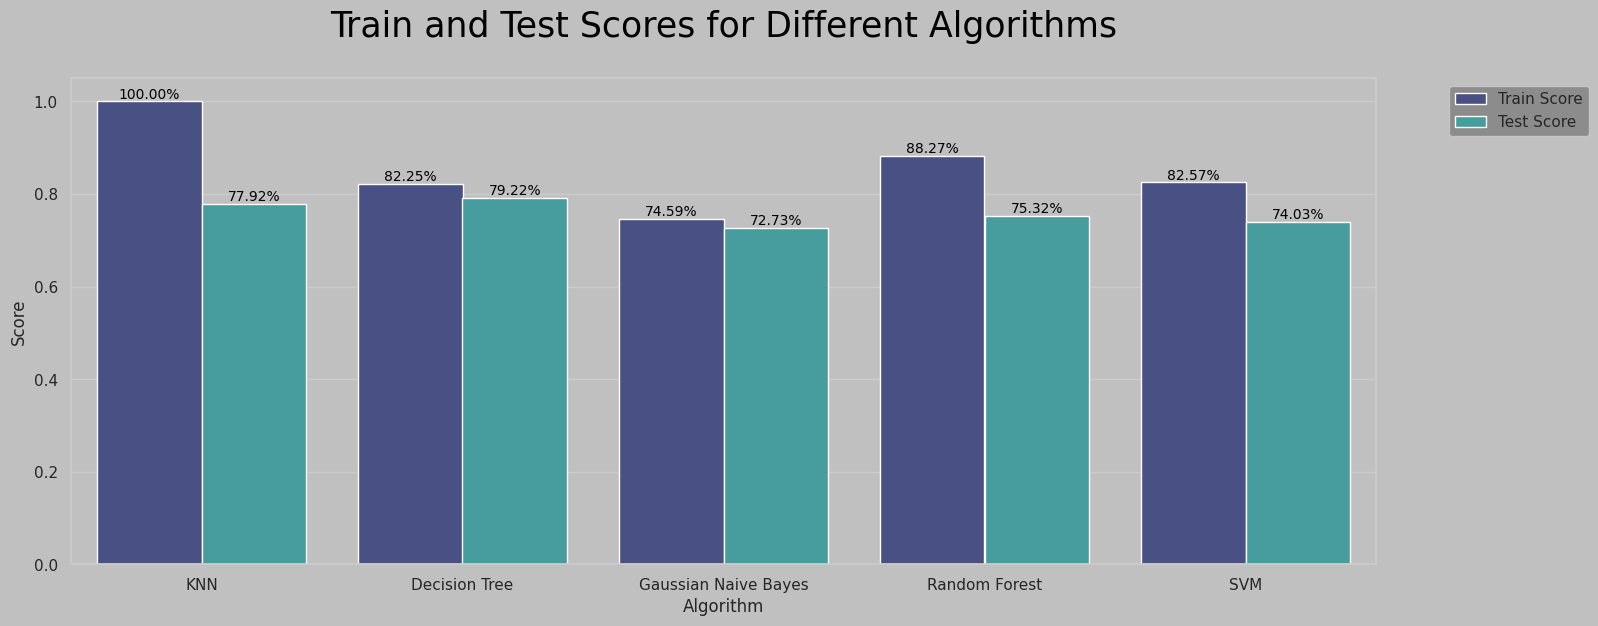 Train and Test Scores for Different Algorithms
Train Score
Test Score
Score
1.0
0.8
0.6
0.4
0.2
0.0
100.00%
77.92%
82.25%
79.22%
74.59%
72.73%
88.27%
75.32%
82.57%
74.03%
KNN
Decision Tree
Gaussian Naive Bayes
Random Forest
SVM
Algorithm